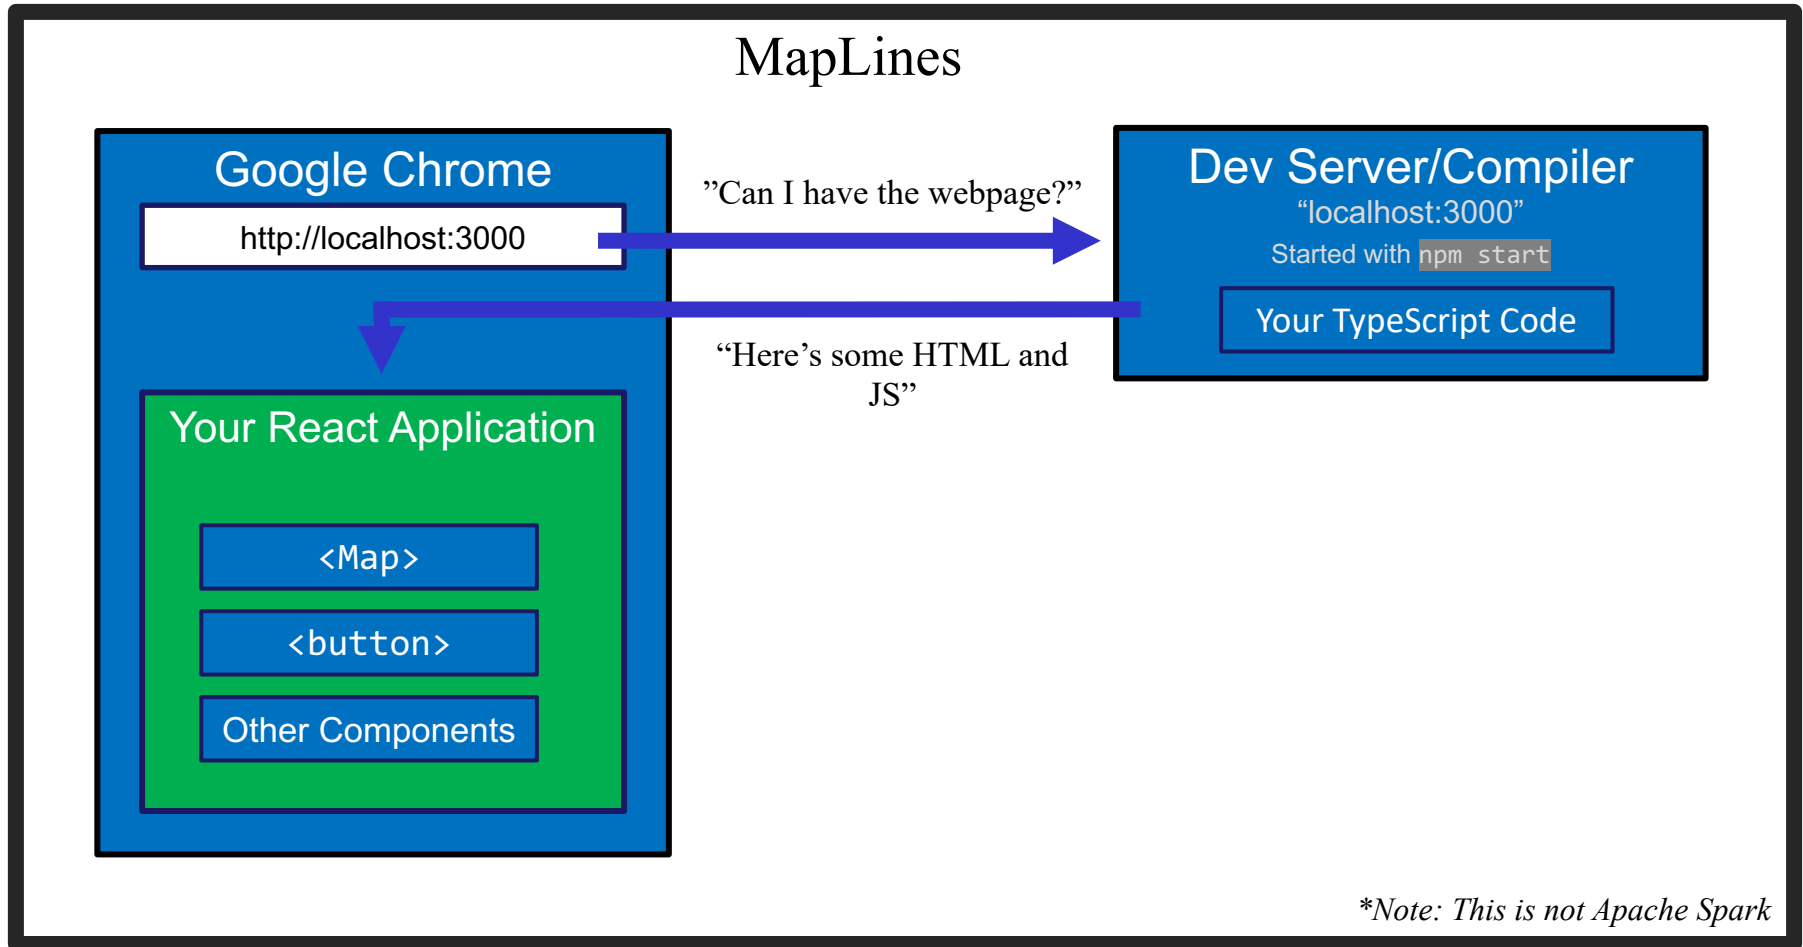 MapLines
Google Chrome
http://localhost:3000
”Can I have the webpage?”
Dev Server/Compiler
“localhost:3000”
Started with npm start
Your TypeScript Code
“Here’s some HTML and
JS”
Your React Application
<Map>
<button>
Other Components
*Note: This is not Apache Spark